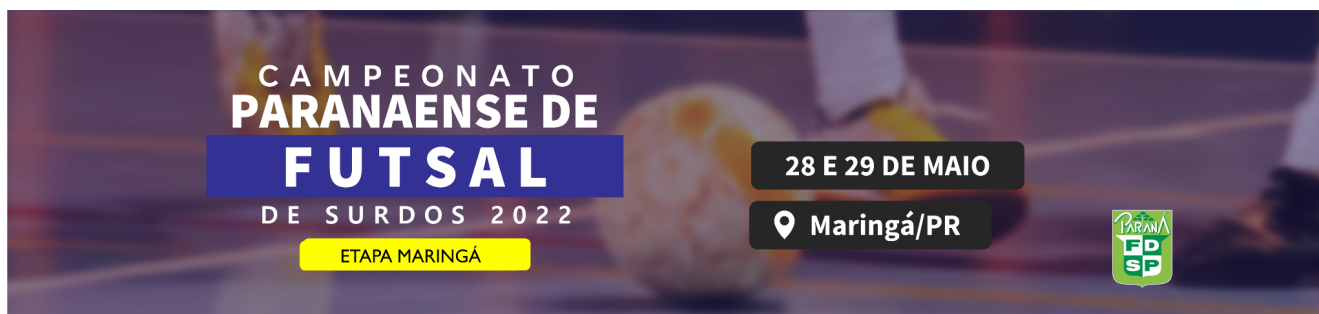 CAMPEONATO
PARANAENSE DE
FUTSAL
DE SURDOS 2022
ETAPA MARINGÁ
28 E 29 DE MAIO
Maringá/PR
PARANÁ
FD
SP